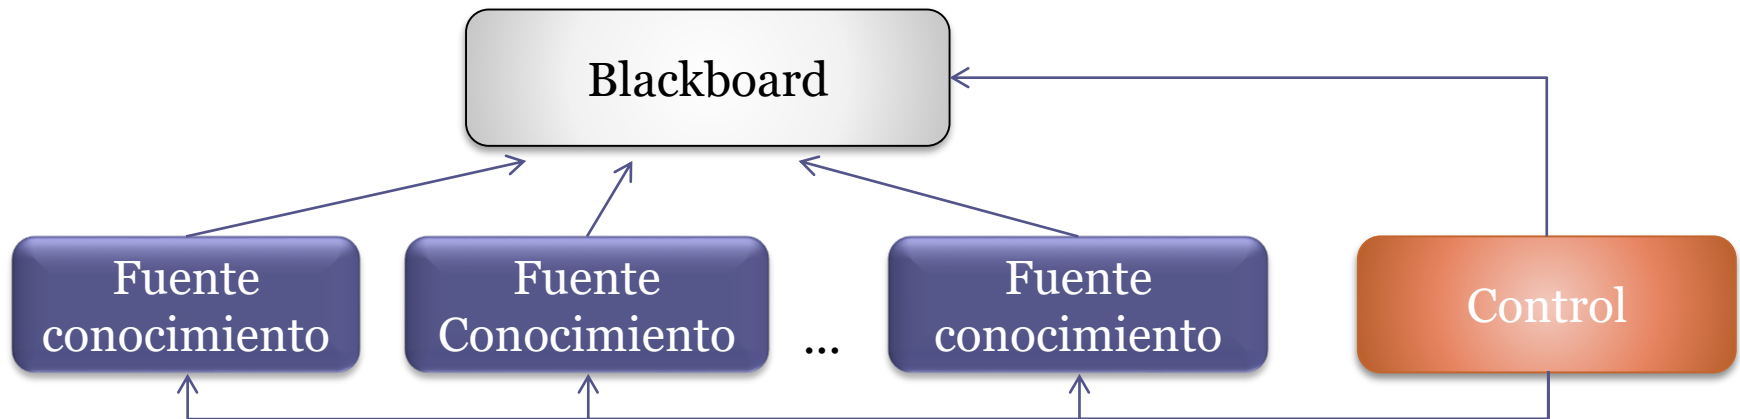 Blackboard
Fuente
conocimiento
Fuente
Conocimiento
...
Fuente
conocimiento
Control